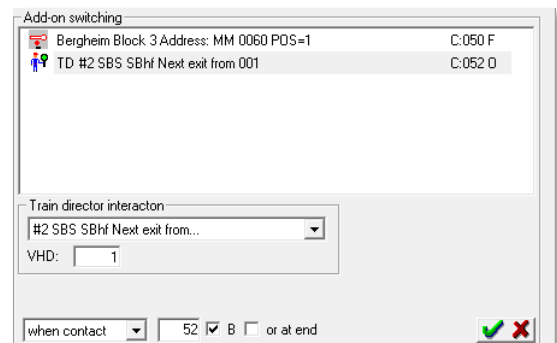 Add-on switching
Bergheim Block 3 Address: MM 0060 POS=1 C:050 F
TD #2 SBS SBhf Next exit from 001 C:052 O
Train director interacton
#2 SBS SBhf Next exit from...
VHD: 1
when contact 52 B or at end